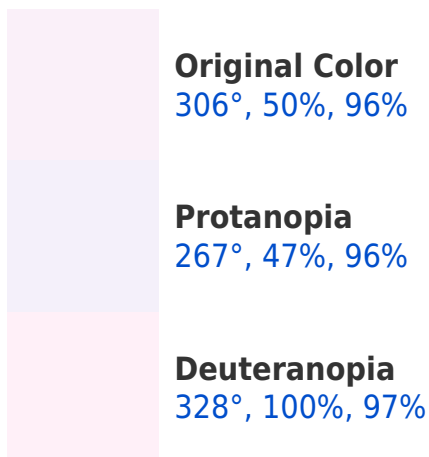 Original Color
306°, 50%, 96%
Protanopia
267°, 47%, 96%
Deuteranopia
328°, 100%, 97%